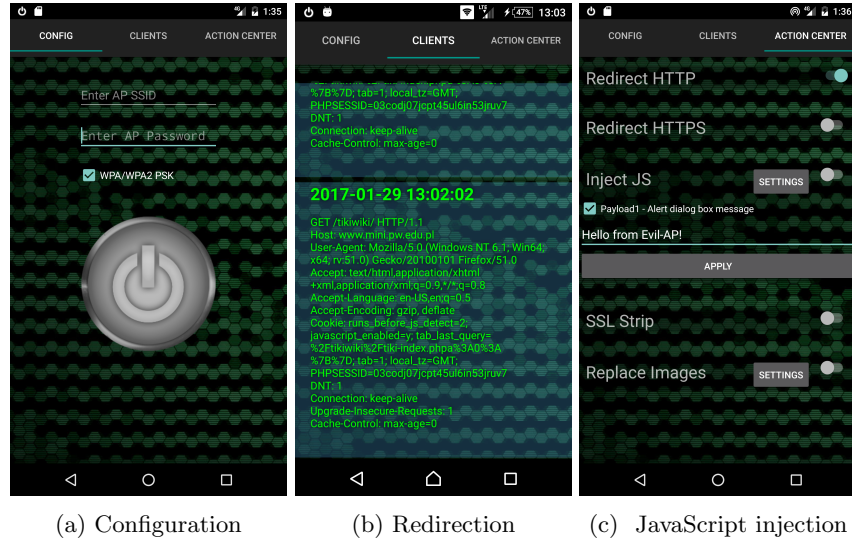 1:35
CONFIG CLIENTS ACTION CENTER
Enter AP SSID
Enter AP Password
WPA/WPA2 PSK
(a) Configuration
LTE 47% 13:03
CONFIG CLIENTS ACTION CENTER
%7B%7D; tab=1; local_tz=GMT;
PHPSESSID=03codj07jcpt45ul6in53jruv7
DNT: 1
Connection: keep-alive
Cache-Control: max-age=0
2017-01-29 13:02:02
GET /tikiwiki/ HTTP/1.1
Host: www.mini.pw.edu.pl
User-Agent: Mozilla/5.0 (Windows NT 6.1; Win64;
x64; rv:51.0) Gecko/20100101 Firefox/51.0
Accept: text/html,application/xhtml
+xml,application/xml;q=0.9,*/*;q=0.8
Accept-Language: en-US,en;q=0.5
Accept-Encoding: gzip, deflate
Cookie: runs_before_js_detect=2;
javascript_enabled=y; tab_last_query=
%2Ftikiwiki%2Ftiki-index.phpa%3A0%3A
%7B%7D; tab=1; local_tz=GMT;
PHPSESSID=03codj07jcpt45ul6in53jruv7
DNT: 1
Connection: keep-alive
Upgrade-Insecure-Requests: 1
Cache-Control: max-age=0
(b) Redirection
4G 1:36
CONFIG CLIENTS ACTION CENTER
Redirect HTTP
Redirect HTTPS
Inject JS SETTINGS
Payload1 - Alert dialog box message
Hello from Evil-AP!
APPLY
SSL Strip
Replace Images SETTINGS
(c) JavaScript injection